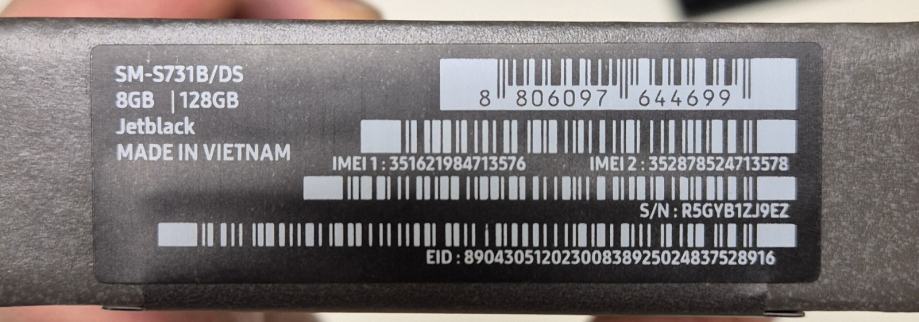 SM-S731B/DS
8GB | 128GB
Jetblack
MADE IN VIETNAM
8 806097 644699
IMEI 1 : 351621984713576 IMEI 2 : 352878524713578
S/N : R5GYB1ZJ9EZ
EID : 89043051202300838925024837528916